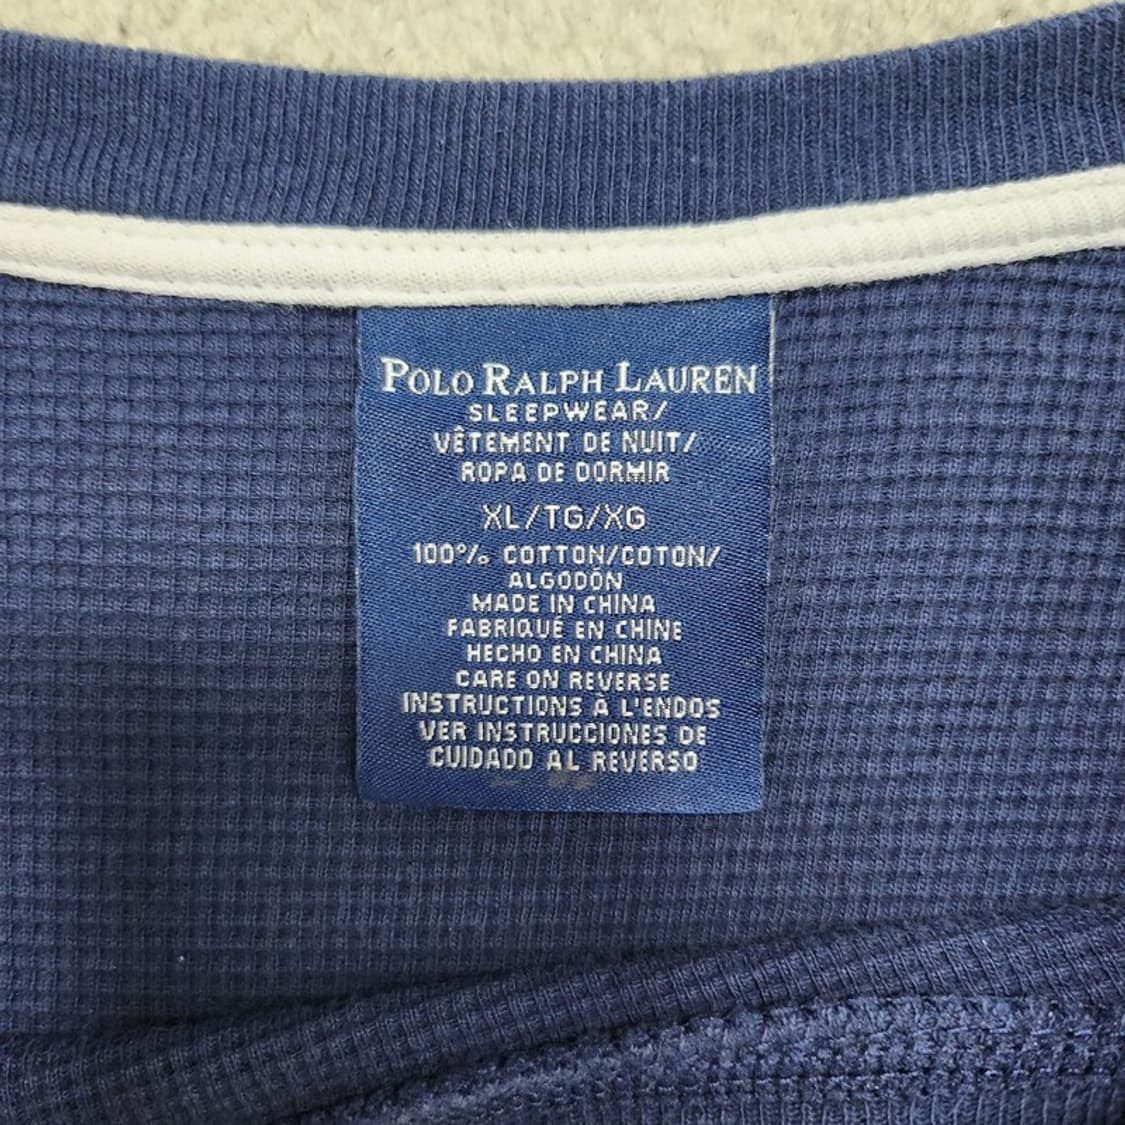 POLO RALPH LAUREN
SLEEPWEAR/
VÊTEMENT DE NUIT/
ROPA DE DORMIR
XL/TG/XG
100% COTTON/COTON/
ALGODÓN
MADE IN CHINA
FABRIQUÉ EN CHINE
HECHO EN CHINA
CARE ON REVERSE
INSTRUCTIONS À L'ENDOS
VER INSTRUCCIONES DE
CUIDADO AL REVERSO